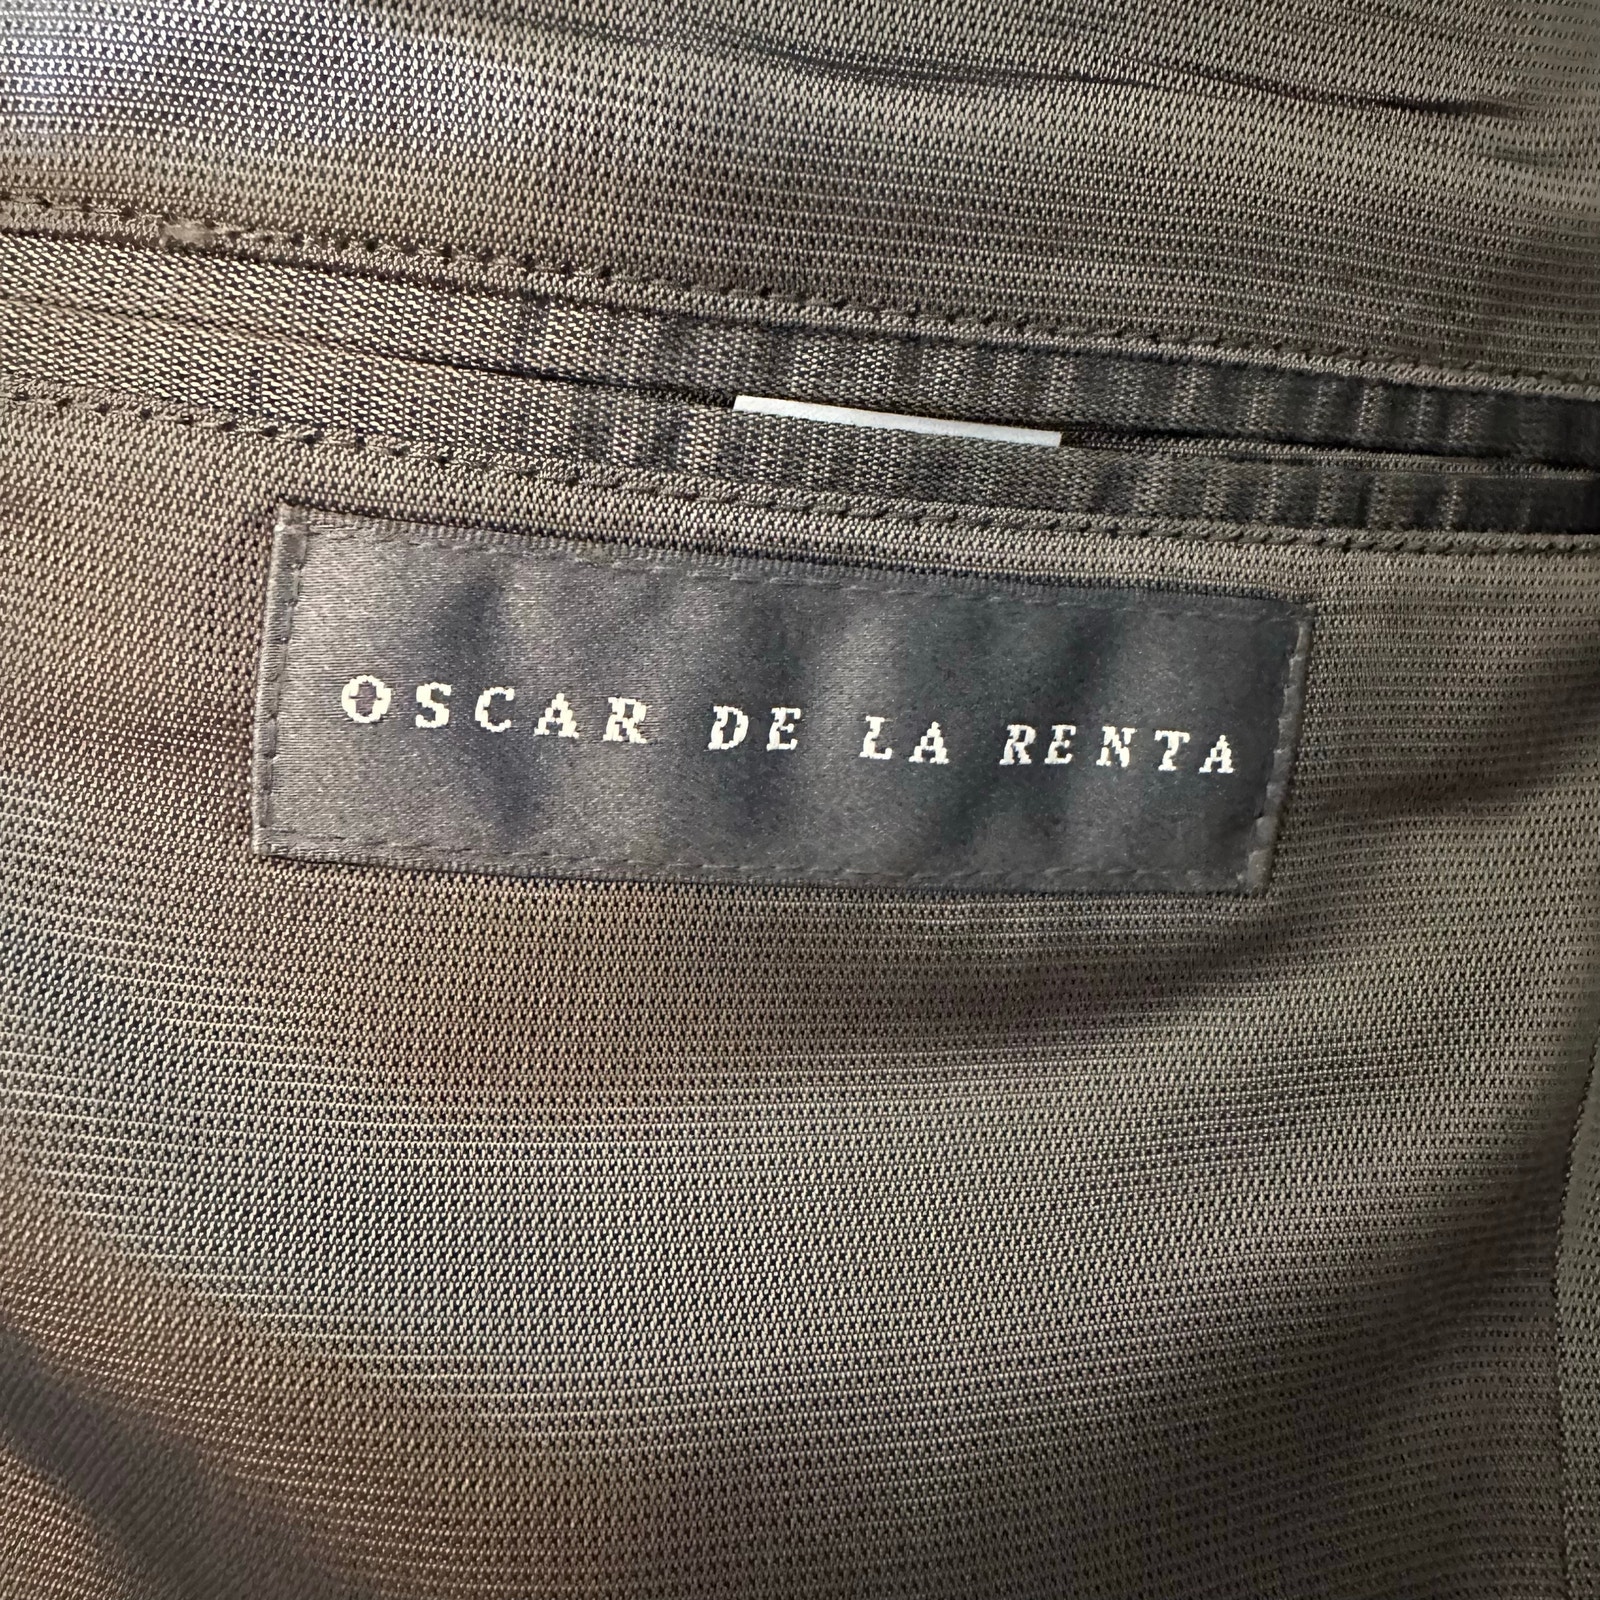 OSCAR DE LA RENTA